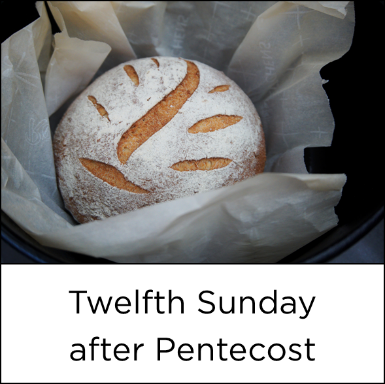 Twelfth Sunday
after Pentecost